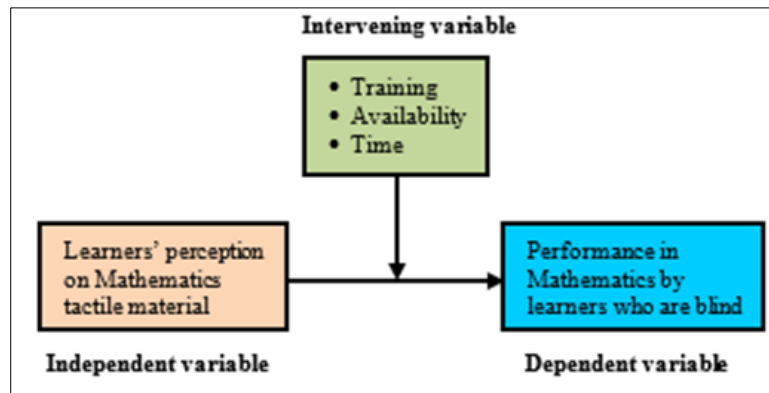 Intervening variable
• Training
• Availability
• Time
Learners’ perception
on Mathematics
tactile material
Independent variable
Performance in
Mathematics by
learners who are blind
Dependent variable